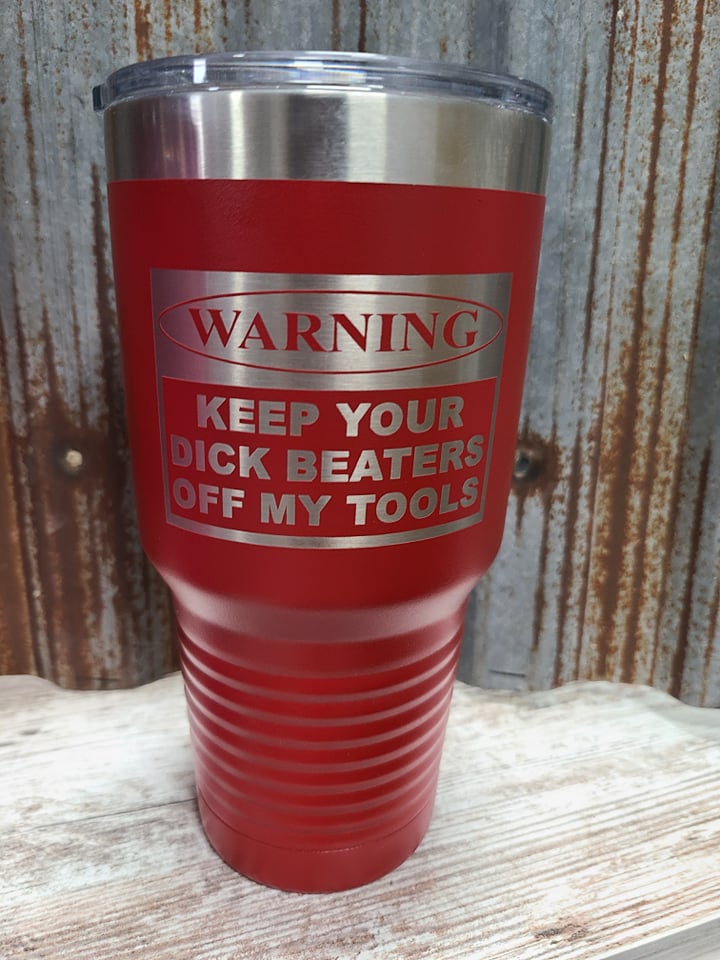 WARNING
KEEP YOUR
DICK BEATERS
OFF MY TOOLS